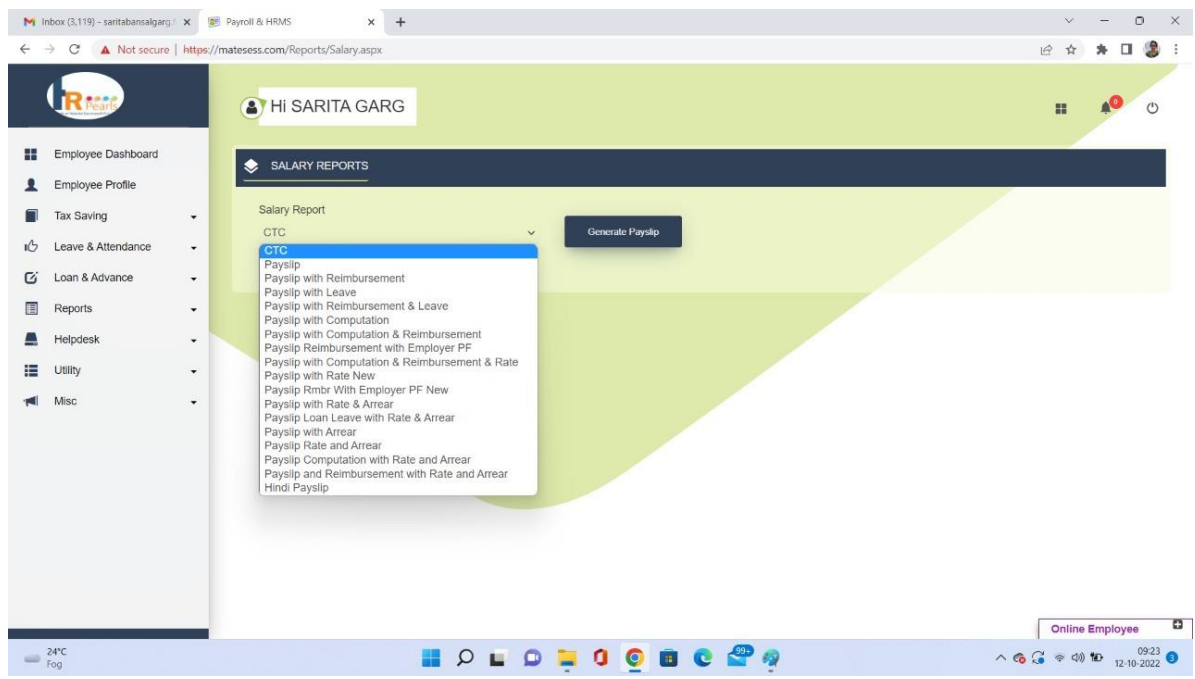 Inbox (3,119) - saritabansalgarg.
Payroll & HRMS
Not secure | https://matesess.com/Reports/Salary.aspx
HR Pearls
Hi SARITA GARG
0
Employee Dashboard
Employee Profile
Tax Saving
Leave & Attendance
Loan & Advance
Reports
Helpdesk
Utility
Misc
SALARY REPORTS
Salary Report
CTC
Generate Payslip
CTC
Payslip
Payslip with Reimbursement
Payslip with Leave
Payslip with Reimbursement & Leave
Payslip with Computation
Payslip with Computation & Reimbursement
Payslip Reimbursement with Employer PF
Payslip with Computation & Reimbursement & Rate
Payslip with Rate New
Payslip Rmbr With Employer PF New
Payslip with Rate & Arrear
Payslip Loan Leave with Rate & Arrear
Payslip with Arrear
Payslip Rate and Arrear
Payslip Computation with Rate and Arrear
Payslip and Reimbursement with Rate and Arrear
Hindi Payslip
Online Employee
24°C
Fog
99+
09:23
12-10-2022
3